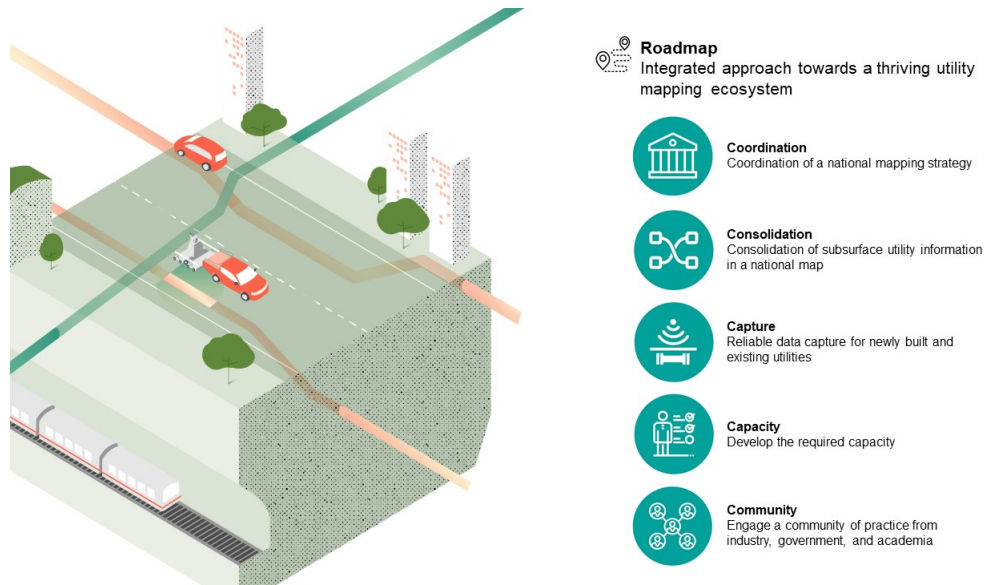 Roadmap
Integrated approach towards a thriving utility
mapping ecosystem
Coordination
Coordination of a national mapping strategy
Consolidation
Consolidation of subsurface utility information
in a national map
Capture
Reliable data capture for newly built and
existing utilities
Capacity
Develop the required capacity
Community
Engage a community of practice from
industry, government, and academia